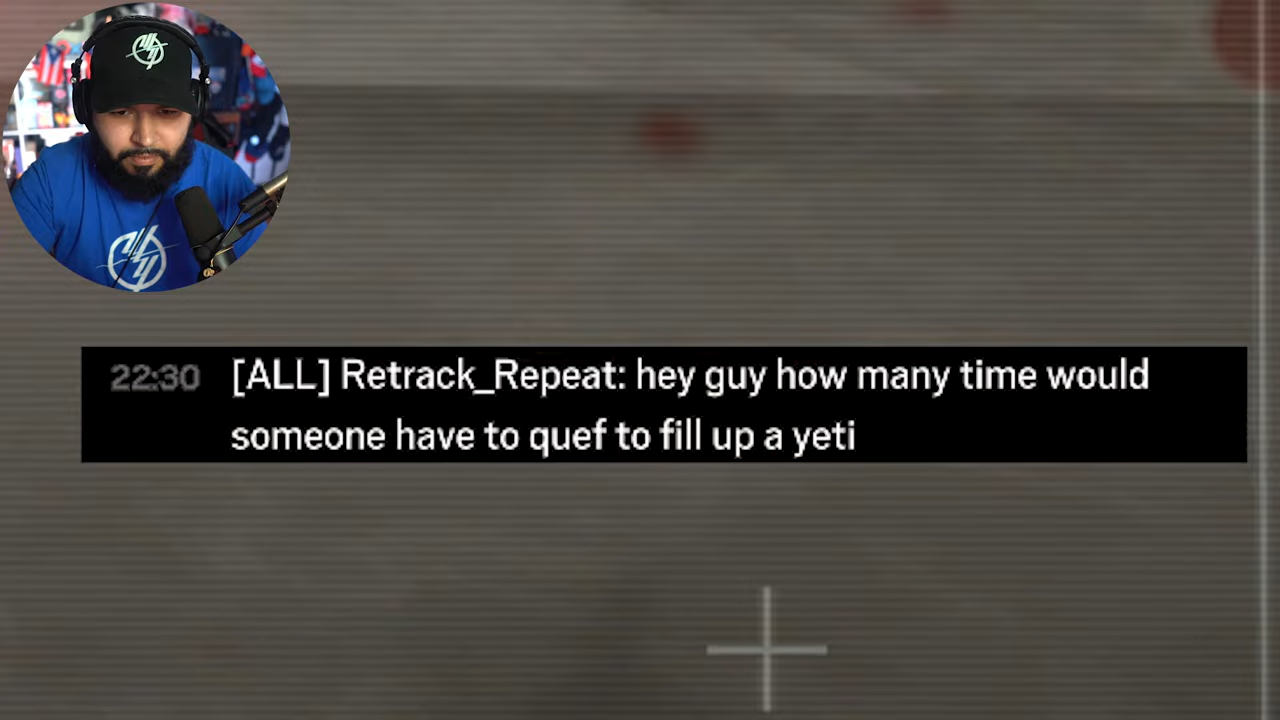 22:30 [ALL] Retrack_Repeat: hey guy how many time would
someone have to quef to fill up a yeti